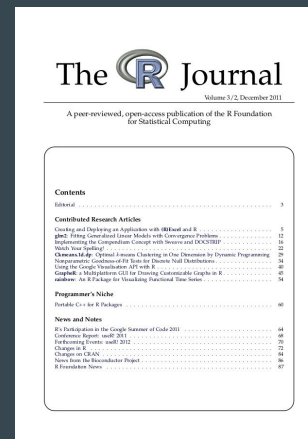 The R Journal
Volume 3/2, December 2011
A peer-reviewed, open-access publication of the R Foundation
for Statistical Computing
Contents
Editorial . . . 3
Contributed Research Articles
Creating and Deploying an Application with (R)Excel and R . . . 5
glm2: Fitting Generalized Linear Models with Convergence Problems . . . 12
Implementing the Compendium Concept with Sweave and DOCSTRIP . . . 16
Watch Your Spelling! . . . 22
Ckmeans.1d.dp: Optimal k-means Clustering in One Dimension by Dynamic Programming 29
Nonparametric Goodness-of-Fit Tests for Discrete Null Distributions . . . 34
Using the Google Visualisation API with R . . . 40
GrapheR: a Multiplatform GUI for Drawing Customizable Graphs in R . . . 45
rainbow: An R Package for Visualizing Functional Time Series . . . 54
Programmer's Niche
Portable C++ for R Packages . . . 60
News and Notes
R's Participation in the Google Summer of Code 2011 . . . 64
Conference Report: useR! 2011 . . . 68
Forthcoming Events: useR! 2012 . . . 70
Changes in R . . . 72
Changes on CRAN . . . 84
News from the Bioconductor Project . . . 86
R Foundation News . . . 87